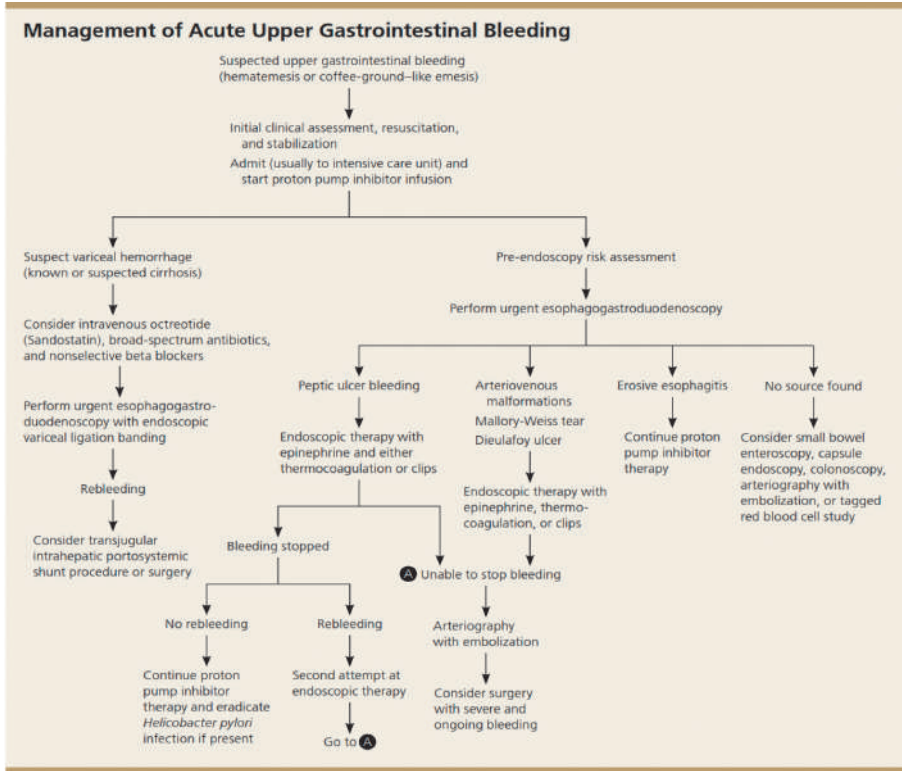 Management of Acute Upper Gastrointestinal Bleeding
Suspected upper gastrointestinal bleeding
(hematemesis or coffee-ground–like emesis)
Initial clinical assessment, resuscitation,
and stabilization
Admit (usually to intensive care unit) and
start proton pump inhibitor infusion
Suspect variceal hemorrhage
(known or suspected cirrhosis)
Consider intravenous octreotide
(Sandostatin), broad-spectrum antibiotics,
and nonselective beta blockers
Perform urgent esophagogastro-
duodenoscopy with endoscopic
variceal ligation banding
Rebleeding
Consider transjugular
intrahepatic portosystemic
shunt procedure or surgery
Pre-endoscopy risk assessment
Perform urgent esophagogastroduodenoscopy
Peptic ulcer bleeding
Endoscopic therapy with
epinephrine and either
thermocoagulation or clips
Bleeding stopped
No rebleeding
Continue proton
pump inhibitor
therapy and eradicate
Helicobacter pylori
infection if present
Rebleeding
Second attempt at
endoscopic therapy
Go to A
Arteriovenous
malformations
Mallory-Weiss tear
Dieulafoy ulcer
Endoscopic therapy with
epinephrine, thermo-
coagulation, or clips
A Unable to stop bleeding
Arteriography
with embolization
Consider surgery
with severe and
ongoing bleeding
Erosive esophagitis
Continue proton
pump inhibitor
therapy
No source found
Consider small bowel
enteroscopy, capsule
endoscopy, colonoscopy,
arteriography with
embolization, or tagged
red blood cell study